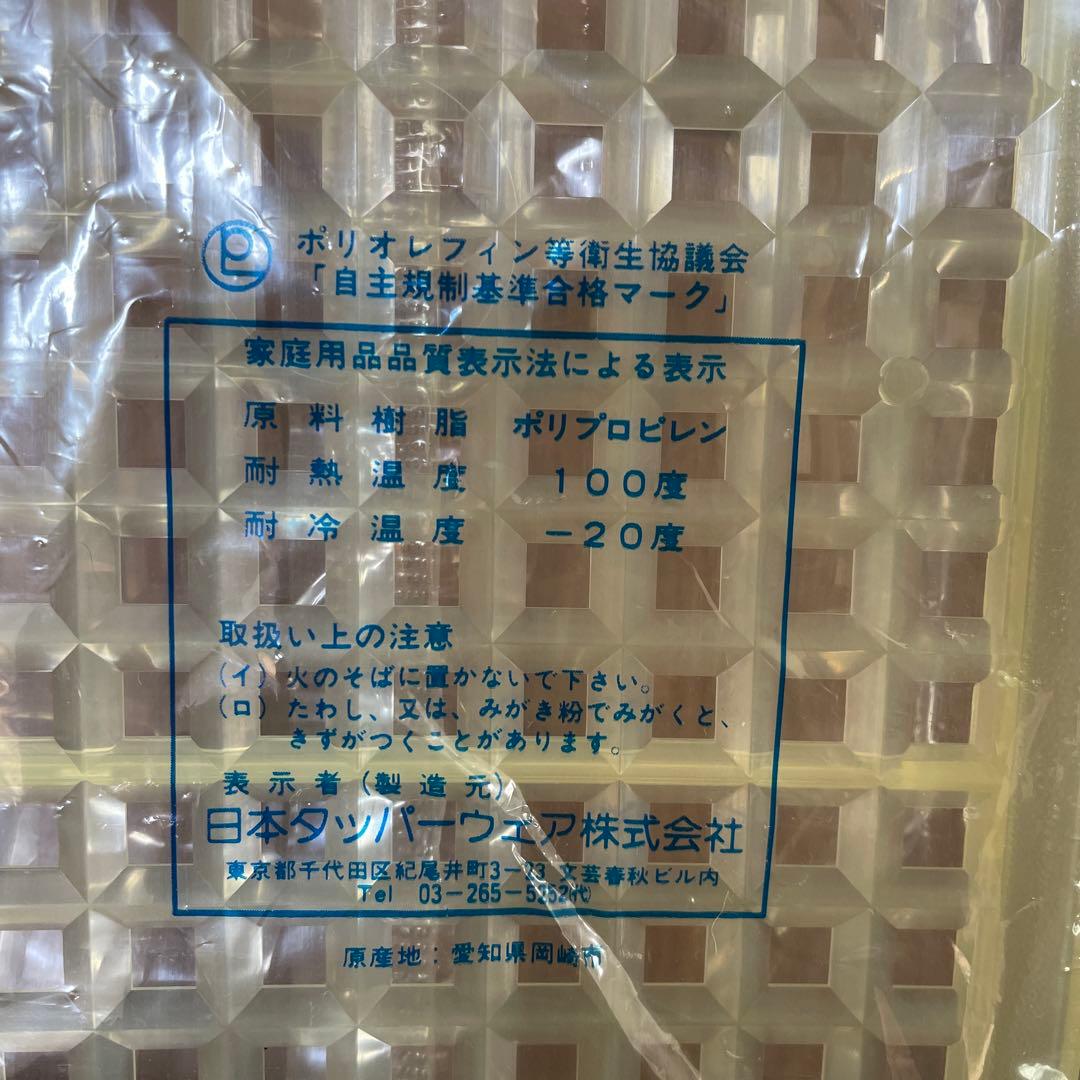 ポリオレフィン等衛生協議会
「自主規制基準合格マーク」
家庭用品品質表示法による表示
原料樹脂 ポリプロピレン
耐熱温度 100度
耐冷温度 -20度
取扱い上の注意
(イ) 火のそばに置かないで下さい。
(ロ) たわし、又は、みがき粉でみがくと、
きずがつくことがあります。
表示者(製造元)
日本タッパーウェア株式会社
東京都千代田区紀尾井町3-23 文芸春秋ビル内
Tel 03-265-5252㈹
原産地:愛知県岡崎市